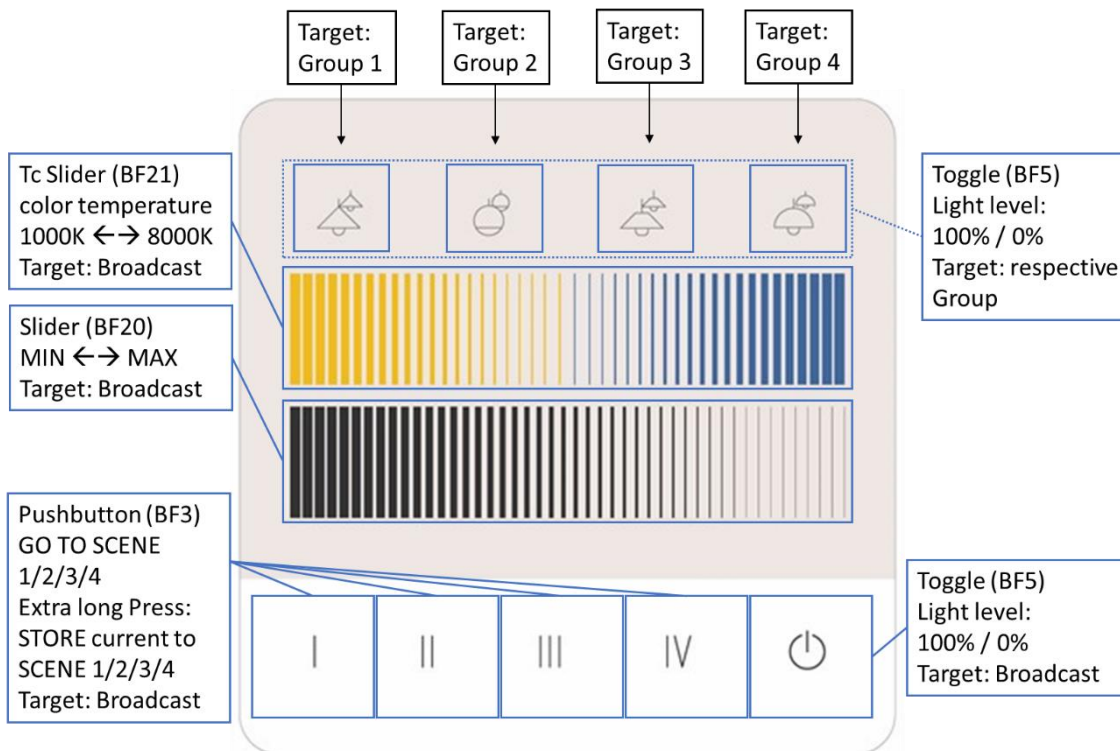 Target:
Group 1
Target:
Group 2
Target:
Group 3
Target:
Group 4
Tc Slider (BF21)
color temperature
1000K ←→ 8000K
Target: Broadcast
Toggle (BF5)
Light level:
100% / 0%
Target: respective
Group
Slider (BF20)
MIN ←→ MAX
Target: Broadcast
Pushbutton (BF3)
GO TO SCENE
1/2/3/4
Extra long Press:
STORE current to
SCENE 1/2/3/4
Target: Broadcast
I II III IV
Toggle (BF5)
Light level:
100% / 0%
Target: Broadcast